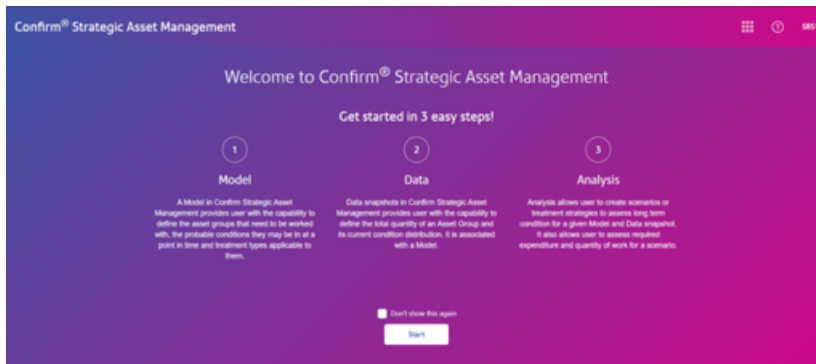 Confirm® Strategic Asset Management
SBS
Welcome to Confirm® Strategic Asset Management
Get started in 3 easy steps!
1
2
3
Model
Data
Analysis
A Model in Confirm Strategic Asset
Management provides user with the capability to
define the asset groups that need to be worked
with, the probable conditions they may be in at a
point in time and treatment types applicable to
them.
Data snapshots in Confirm Strategic Asset
Management provides user with the capability to
define the total quantity of an Asset Group and
its current condition distribution. It is associated
with a Model.
Analysis allows user to create scenarios or
treatment strategies to assess long term
condition for a given Model and Data snapshot.
It also allows user to assess required
expenditure and quantity of work for a scenario.
Don't show this again
Start